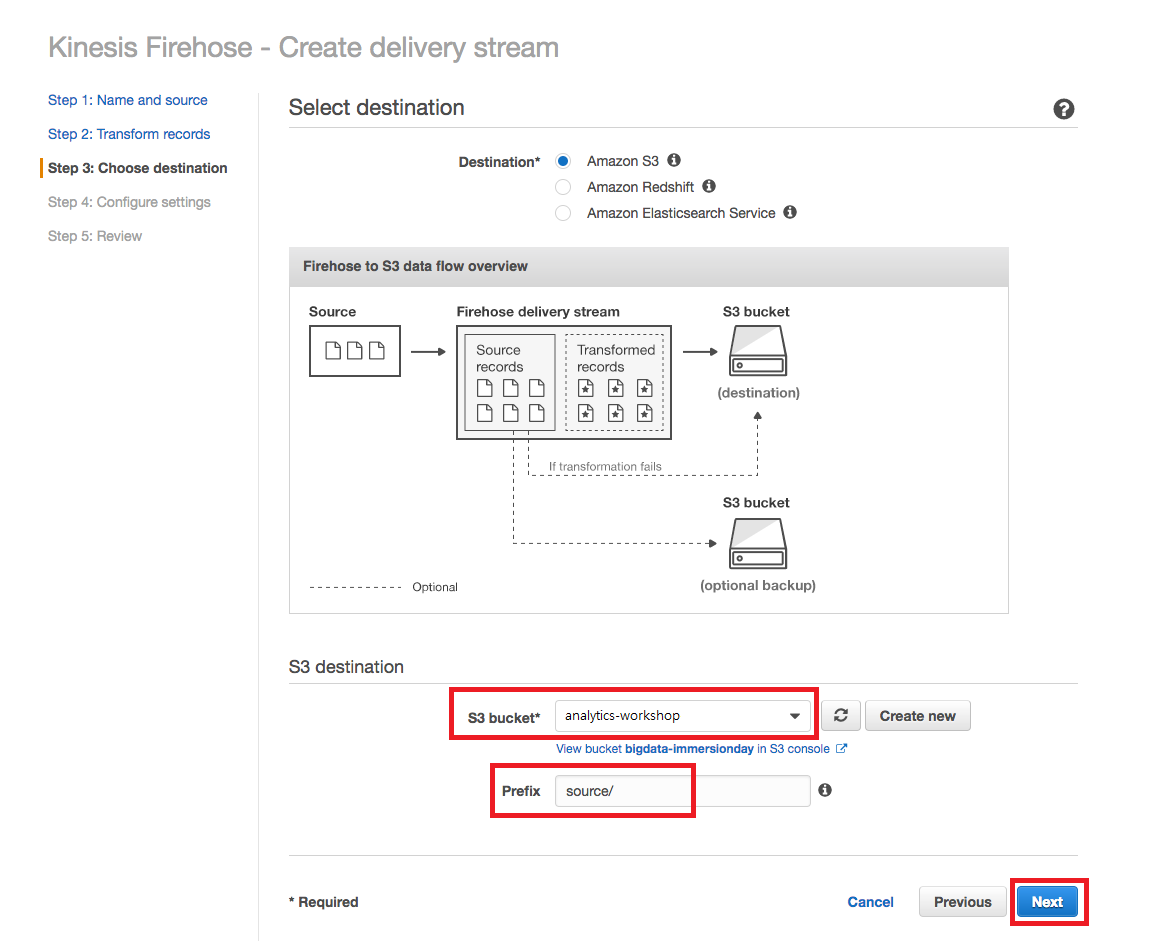 Kinesis Firehose - Create delivery stream
Step 1: Name and source
Step 2: Transform records
Step 3: Choose destination
Step 4: Configure settings
Step 5: Review
Select destination
Destination*
Amazon S3
Amazon Redshift
Amazon Elasticsearch Service
Firehose to S3 data flow overview
Source
Firehose delivery stream
S3 bucket
Source
records
Transformed
records
(destination)
If transformation fails
S3 bucket
(optional backup)
Optional
S3 destination
S3 bucket* analytics-workshop Create new
View bucket bigdata-immersionday in S3 console
Prefix source/
* Required
Cancel Previous Next